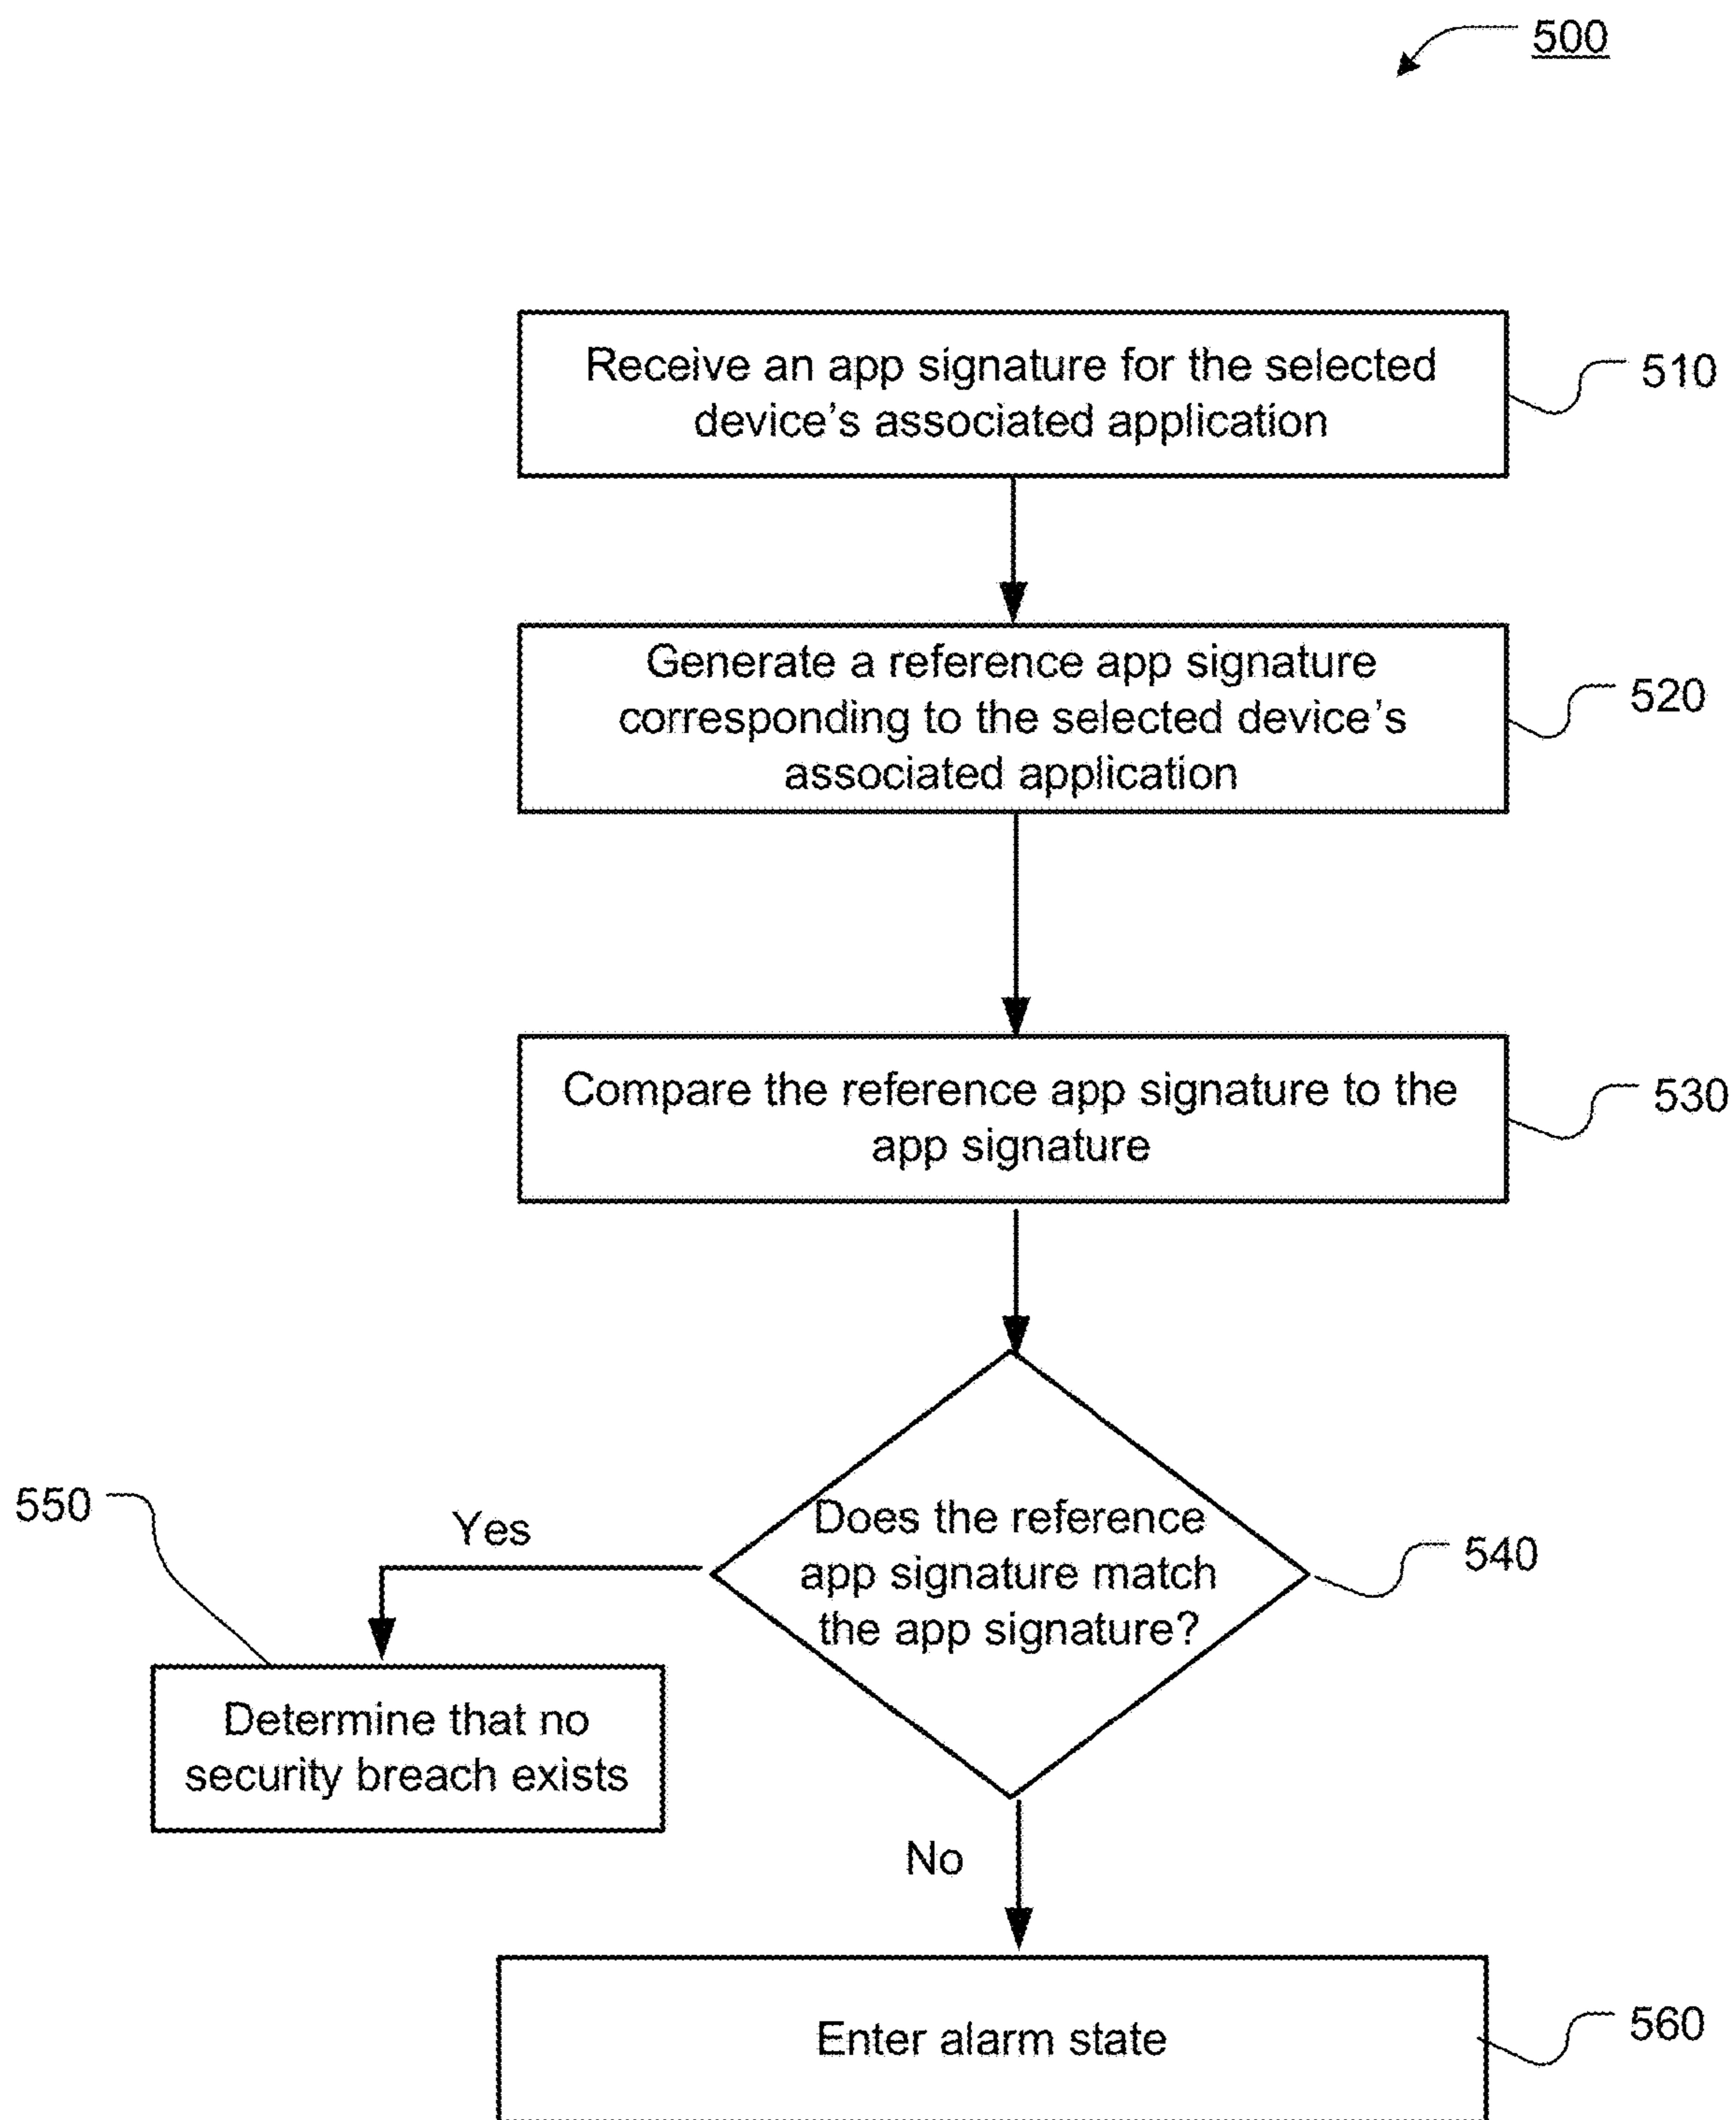 500
Receive an app signature for the selected
device's associated application
510
Generate a reference app signature
corresponding to the selected device's
associated application
520
Compare the reference app signature to the
app signature
530
Does the reference
app signature match
the app signature?
540
Yes
550
Determine that no
security breach exists
No
Enter alarm state
560